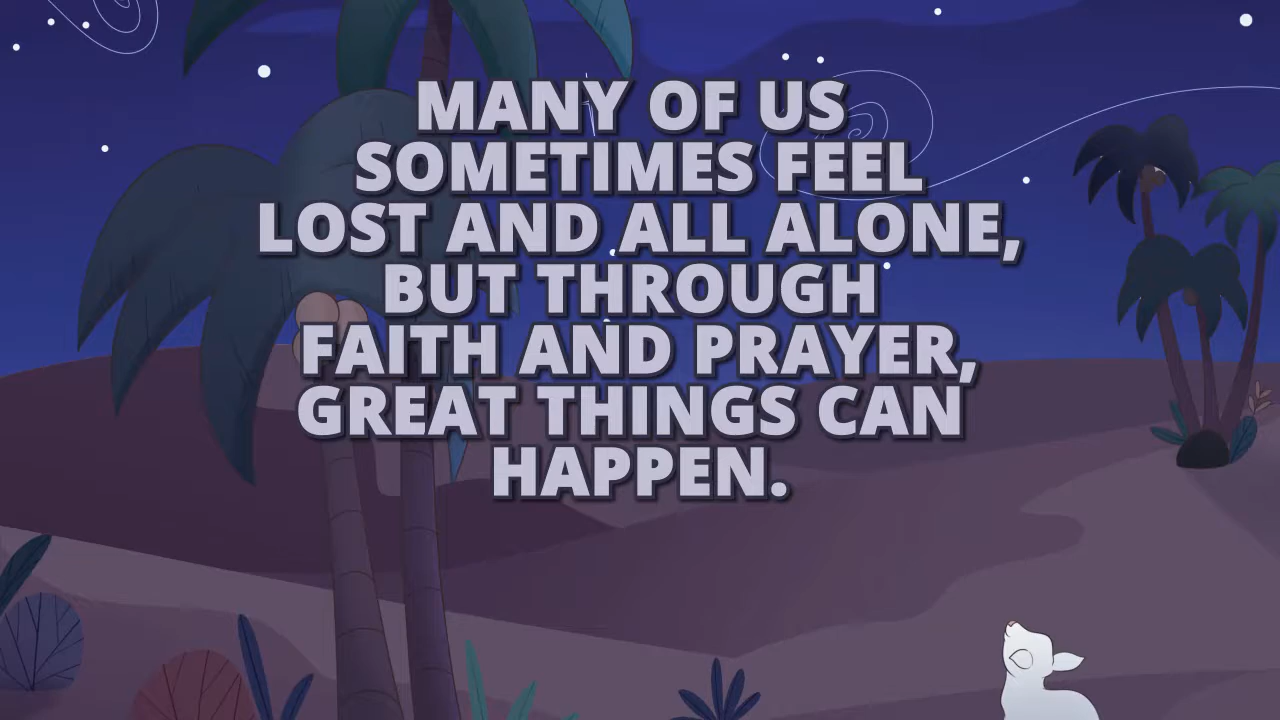 MANY OF US
SOMETIMES FEEL
LOST AND ALL ALONE,
BUT THROUGH
FAITH AND PRAYER,
GREAT THINGS CAN
HAPPEN.